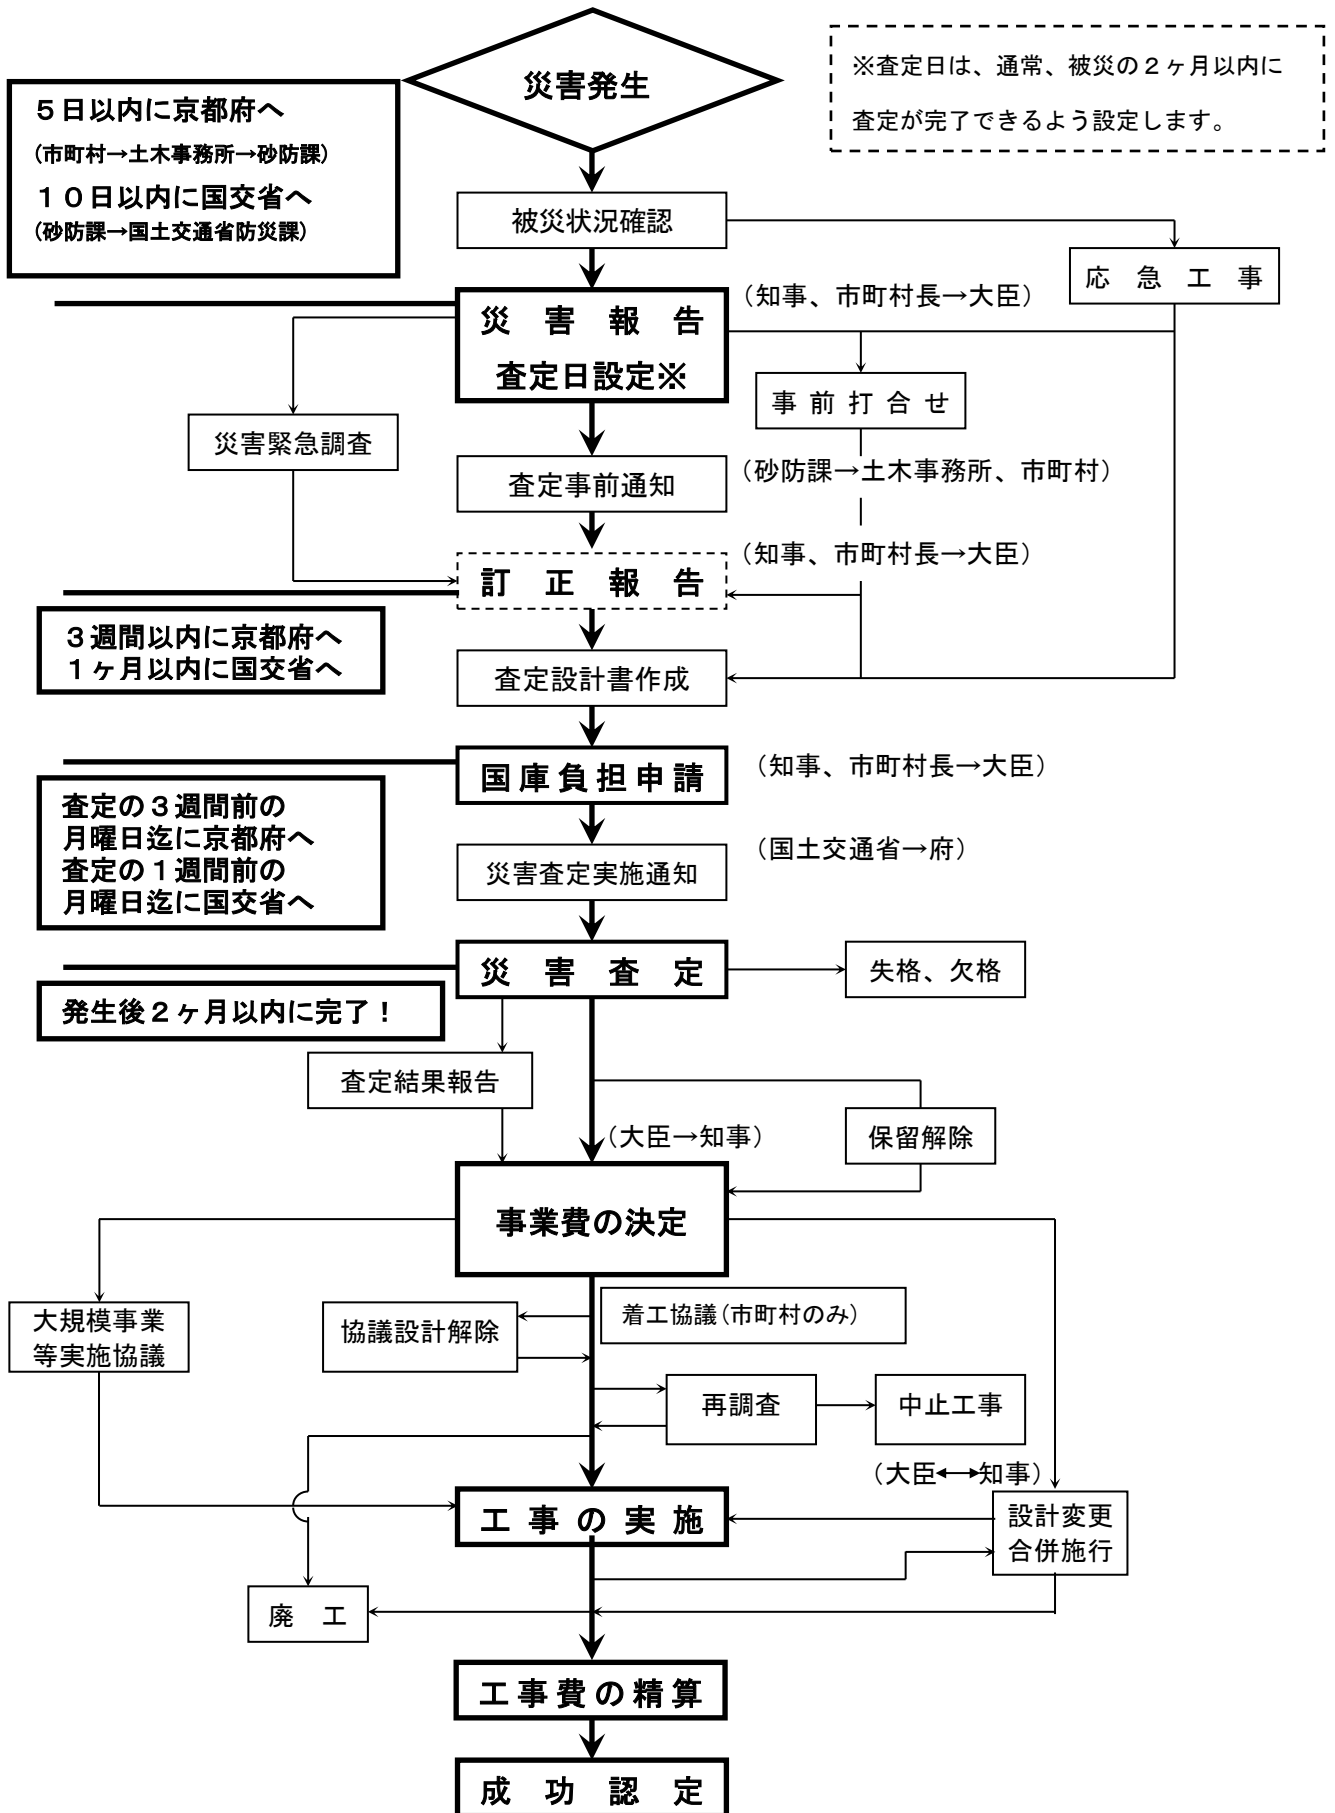 災害発生
※査定日は、通常、被災の２ヶ月以内に
査定が完了できるよう設定します。
５日以内に京都府へ
（市町村→土木事務所→砂防課）
１０日以内に国交省へ
（砂防課→国土交通省防災課）
被災状況確認
応　急　工　事
災　害　報　告
査定日設定※
（知事、市町村長→大臣）
事 前 打 合 せ
災害緊急調査
査定事前通知
（砂防課→土木事務所、市町村）
訂　正　報　告
（知事、市町村長→大臣）
３週間以内に京都府へ
１ヶ月以内に国交省へ
査定設計書作成
国庫負担申請
（知事、市町村長→大臣）
査定の３週間前の
月曜日迄に京都府へ
査定の１週間前の
月曜日迄に国交省へ
災害査定実施通知
（国土交通省→府）
災　害　査　定
失格、欠格
発生後２ヶ月以内に完了！
査定結果報告
（大臣→知事）
保留解除
事業費の決定
大規模事業
等実施協議
協議設計解除
着工協議（市町村のみ）
再調査
中止工事
（大臣↔知事）
工 事 の 実 施
設計変更
合併施行
廃　工
工事費の精算
成　功　認　定